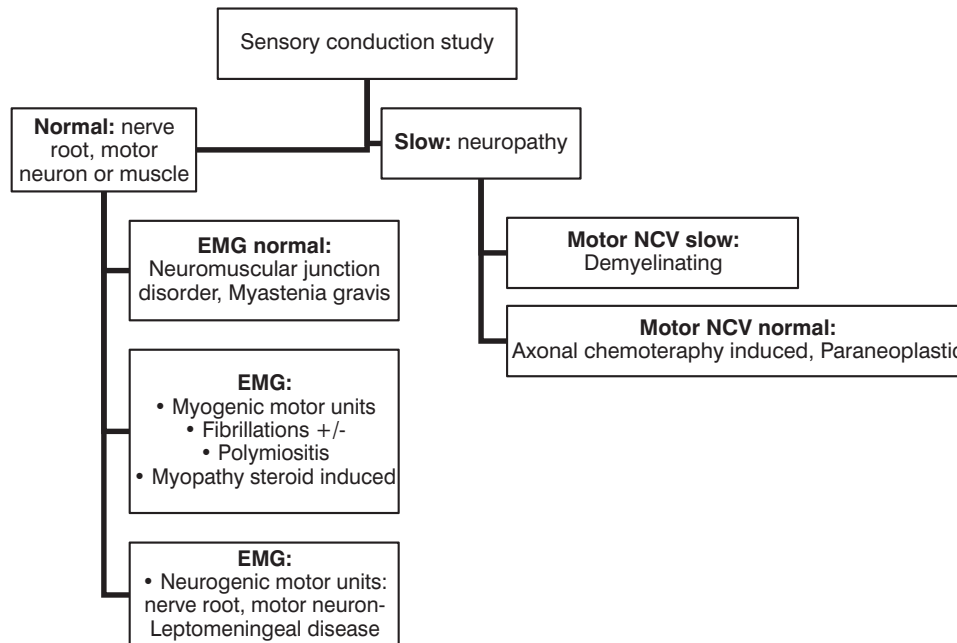 Sensory conduction study
Normal: nerve
root, motor
neuron or muscle
Slow: neuropathy
EMG normal:
Neuromuscular junction
disorder, Myastenia gravis
Motor NCV slow:
Demyelinating
Motor NCV normal:
Axonal chemoteraphy induced, Paraneoplastic
EMG:
• Myogenic motor units
• Fibrillations +/-
• Polymiositis
• Myopathy steroid induced
EMG:
• Neurogenic motor units:
nerve root, motor neuron-
Leptomeningeal disease